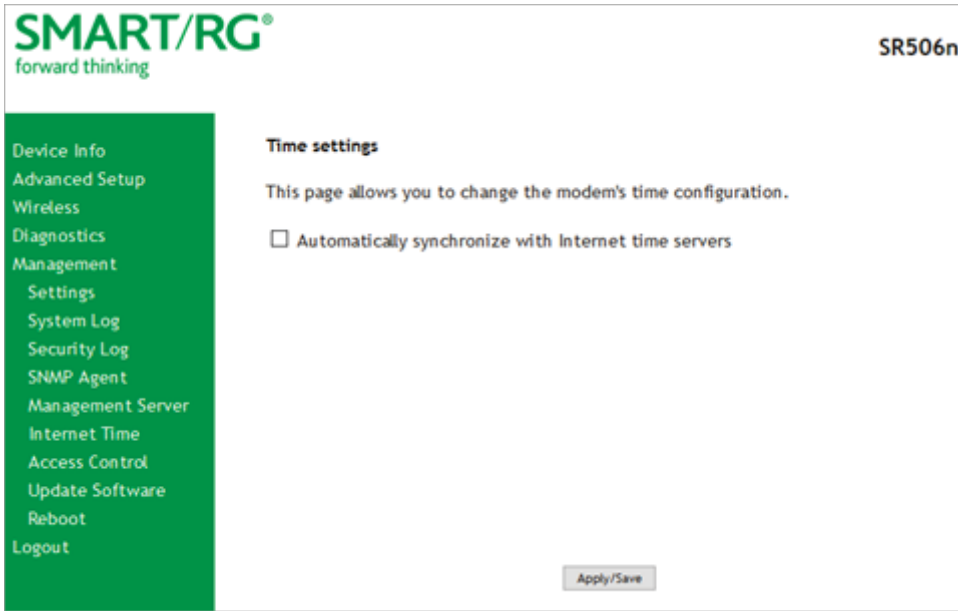 SMART/RG®
forward thinking
SR506n
Device Info
Advanced Setup
Wireless
Diagnostics
Management
Settings
System Log
Security Log
SNMP Agent
Management Server
Internet Time
Access Control
Update Software
Reboot
Logout
Time settings
This page allows you to change the modem's time configuration.
Automatically synchronize with Internet time servers
Apply/Save